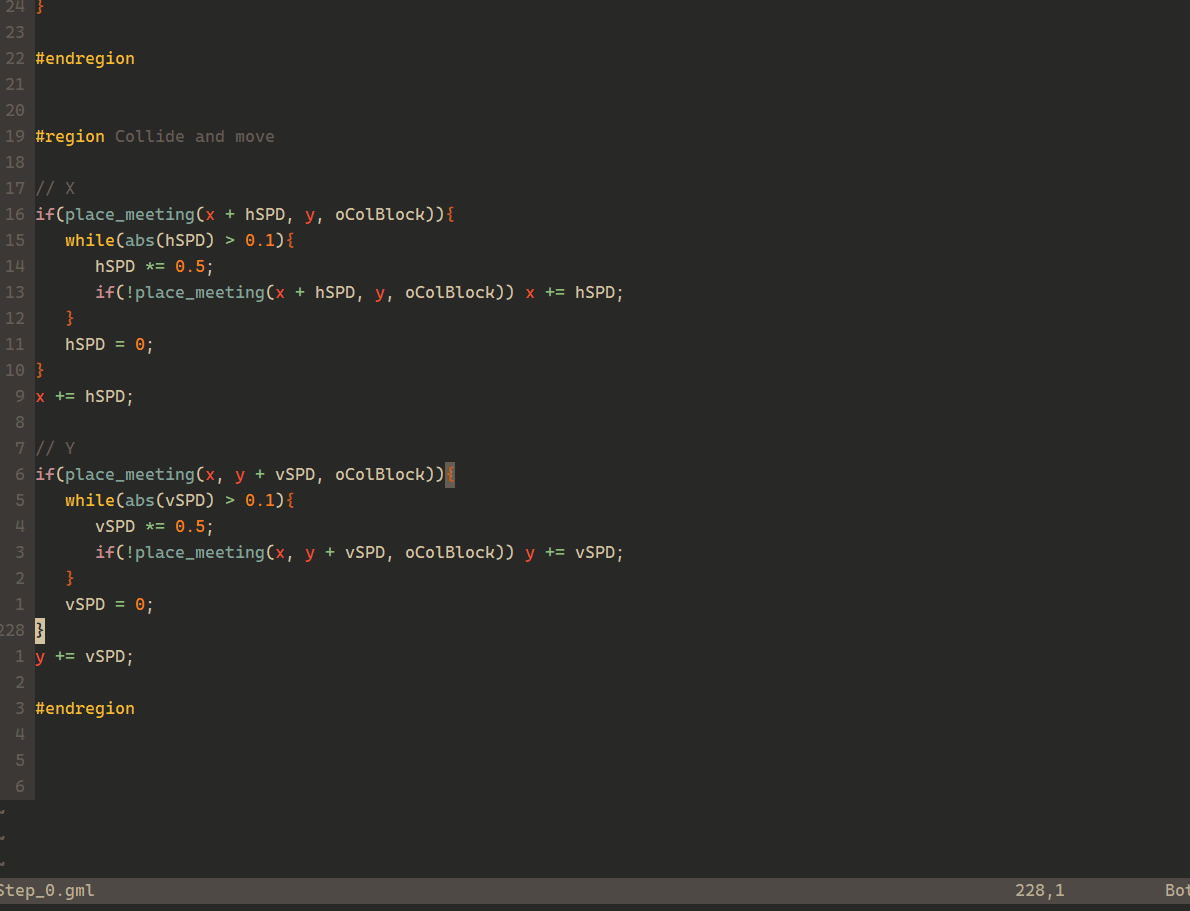 24 }
23
22 #endregion
21
20
19 #region Collide and move
18
17 // X
16 if(place_meeting(x + hSPD, y, oColBlock)){
15    while(abs(hSPD) > 0.1){
14       hSPD *= 0.5;
13       if(!place_meeting(x + hSPD, y, oColBlock)) x += hSPD;
12    }
11    hSPD = 0;
10 }
9 x += hSPD;
8
7 // Y
6 if(place_meeting(x, y + vSPD, oColBlock)){
5    while(abs(vSPD) > 0.1){
4       vSPD *= 0.5;
3       if(!place_meeting(x, y + vSPD, oColBlock)) y += vSPD;
2    }
1    vSPD = 0;
228 }
1 y += vSPD;
2
3 #endregion
4
5
6
~
~
~
Step_0.gml 228,1 Bot